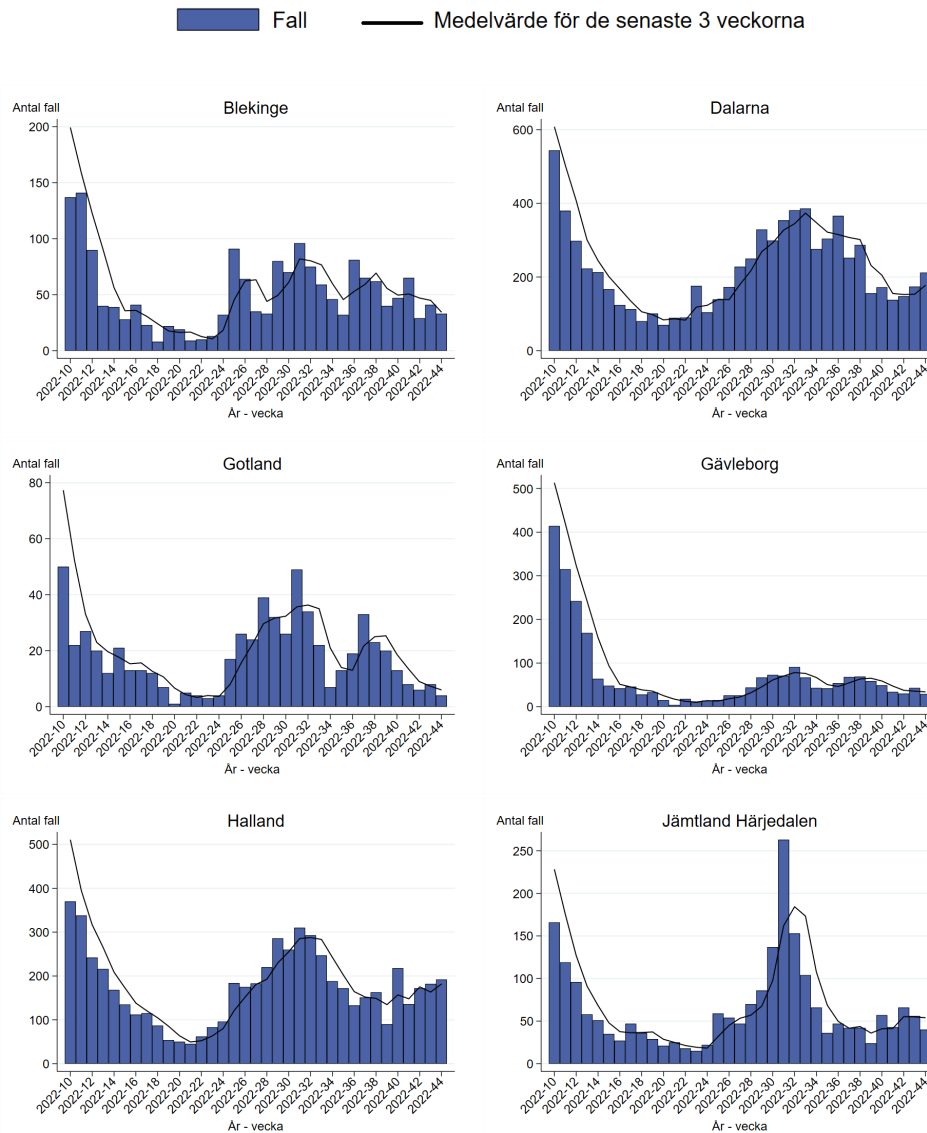 Fall Medelvärde för de senaste 3 veckorna
Antal fall
Blekinge
200
150
100
50
0
2022-10 2022-12 2022-14 2022-16 2022-18 2022-20 2022-22 2022-24 2022-26 2022-28 2022-30 2022-32 2022-34 2022-36 2022-38 2022-40 2022-42 2022-44
År - vecka
Antal fall
Dalarna
600
400
200
0
2022-10 2022-12 2022-14 2022-16 2022-18 2022-20 2022-22 2022-24 2022-26 2022-28 2022-30 2022-32 2022-34 2022-36 2022-38 2022-40 2022-42 2022-44
År - vecka
Antal fall
Gotland
80
60
40
20
0
2022-10 2022-12 2022-14 2022-16 2022-18 2022-20 2022-22 2022-24 2022-26 2022-28 2022-30 2022-32 2022-34 2022-36 2022-38 2022-40 2022-42 2022-44
År - vecka
Antal fall
Gävleborg
500
400
300
200
100
0
2022-10 2022-12 2022-14 2022-16 2022-18 2022-20 2022-22 2022-24 2022-26 2022-28 2022-30 2022-32 2022-34 2022-36 2022-38 2022-40 2022-42 2022-44
År - vecka
Antal fall
Halland
500
400
300
200
100
0
2022-10 2022-12 2022-14 2022-16 2022-18 2022-20 2022-22 2022-24 2022-26 2022-28 2022-30 2022-32 2022-34 2022-36 2022-38 2022-40 2022-42 2022-44
År - vecka
Antal fall
Jämtland Härjedalen
250
200
150
100
50
0
2022-10 2022-12 2022-14 2022-16 2022-18 2022-20 2022-22 2022-24 2022-26 2022-28 2022-30 2022-32 2022-34 2022-36 2022-38 2022-40 2022-42 2022-44
År - vecka